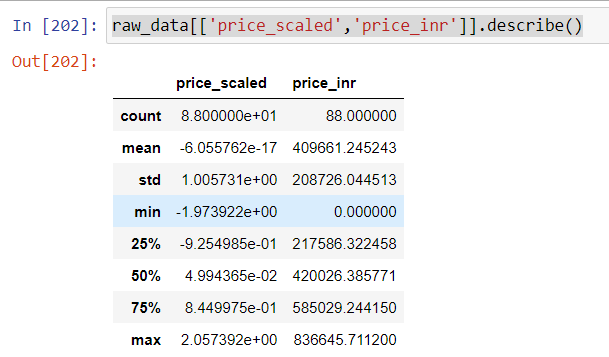 In [202]: raw_data[['price_scaled','price_inr']].describe()
Out[202]:
price_scaled price_inr
count 8.800000e+01 88.000000
mean -6.055762e-17 409661.245243
std 1.005731e+00 208726.044513
min -1.973922e+00 0.000000
25% -9.254985e-01 217586.322458
50% 4.994365e-02 420026.385771
75% 8.449975e-01 585029.244150
max 2.057392e+00 836645.711200